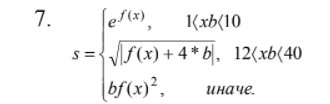 7.
e^{f(x)}, 1⟨xb⟨10
s = { √|f(x) + 4 * b|, 12⟨xb⟨40
bf(x)², иначе.